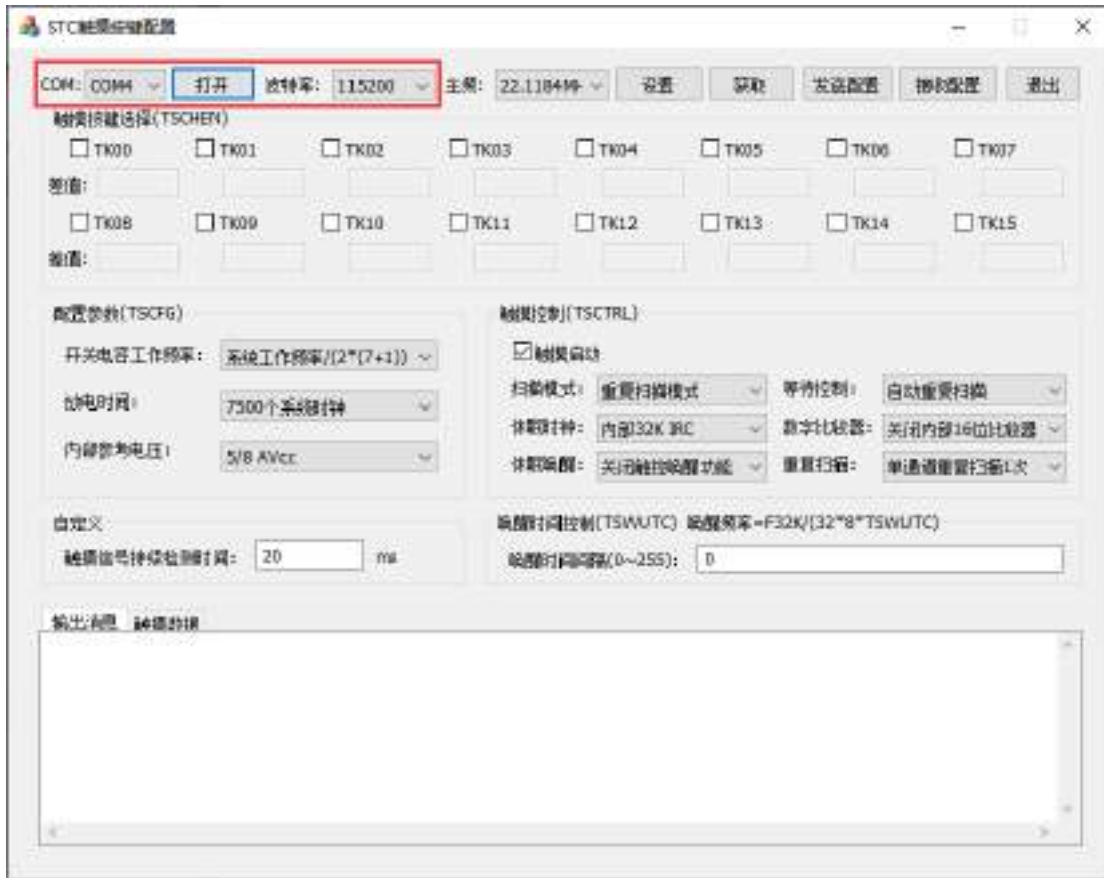 STC触摸按键配置
COM: COM4 打开 波特率: 115200 主频: 22.1184MH 设置 获取 发送配置 接收配置 退出
触摸按键选择(TSCHEN)
TK00 TK01 TK02 TK03 TK04 TK05 TK06 TK07
差值:
TK08 TK09 TK10 TK11 TK12 TK13 TK14 TK15
差值:
配置参数(TSCFG)
开关电容工作频率: 系统工作频率/(2*(7+1))
放电时间: 7500个系统时钟
内部参考电压: 5/8 AVcc
触摸控制(TSCTRL)
触摸启动
扫描模式: 重复扫描模式 等待控制: 自动重复扫描
休眠时钟: 内部32K IRC 数字比较器: 关闭内部16位比较器
休眠唤醒: 关闭触控唤醒功能 重复扫描: 单通道重复扫描1次
自定义
触摸信号持续检测时间: 20 ms
唤醒时间控制(TSWUTC) 唤醒频率=F32K/(32*8*TSWUTC)
唤醒时间间隔(0~255): 0
输出消息 触摸数据